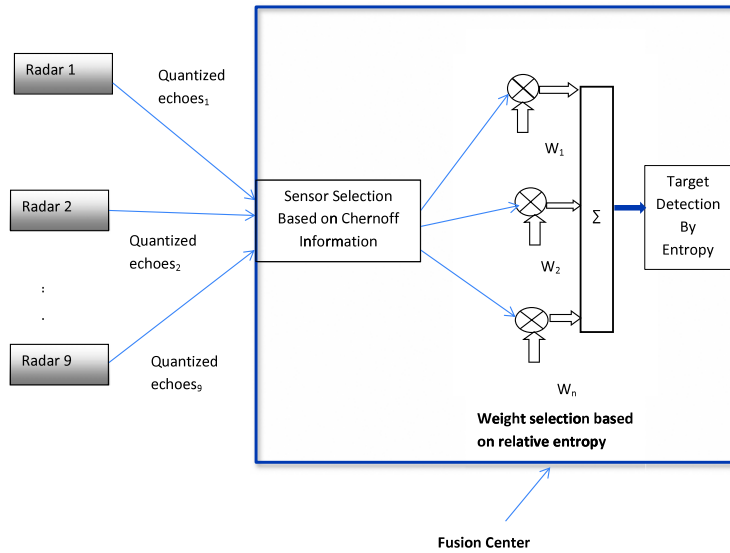 Radar 1
Quantized
echoes₁
Radar 2
Quantized
echoes₂
:
.
Radar 9
Quantized
echoes₉
Sensor Selection
Based on Chernoff
Information
W₁
W₂
Wₙ
Σ
Target
Detection
By
Entropy
Weight selection based
on relative entropy
Fusion Center